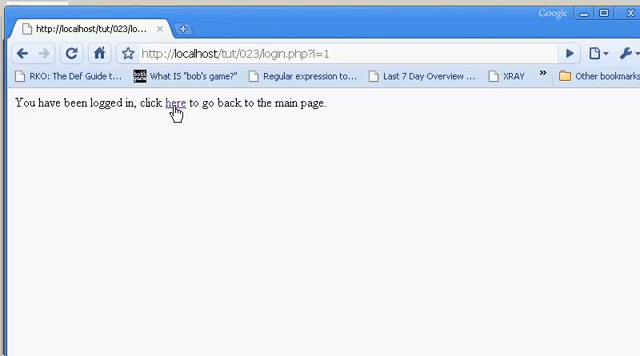 Google
http://localhost/tut/023/lo...
http://localhost/tut/023/login.php?l=1
RKO: The Def Guide t... bob's game What IS "bob's game?" Regular expression to... Last 7 Day Overview ... XRAY » Other bookmarks
You have been logged in, click here to go back to the main page.